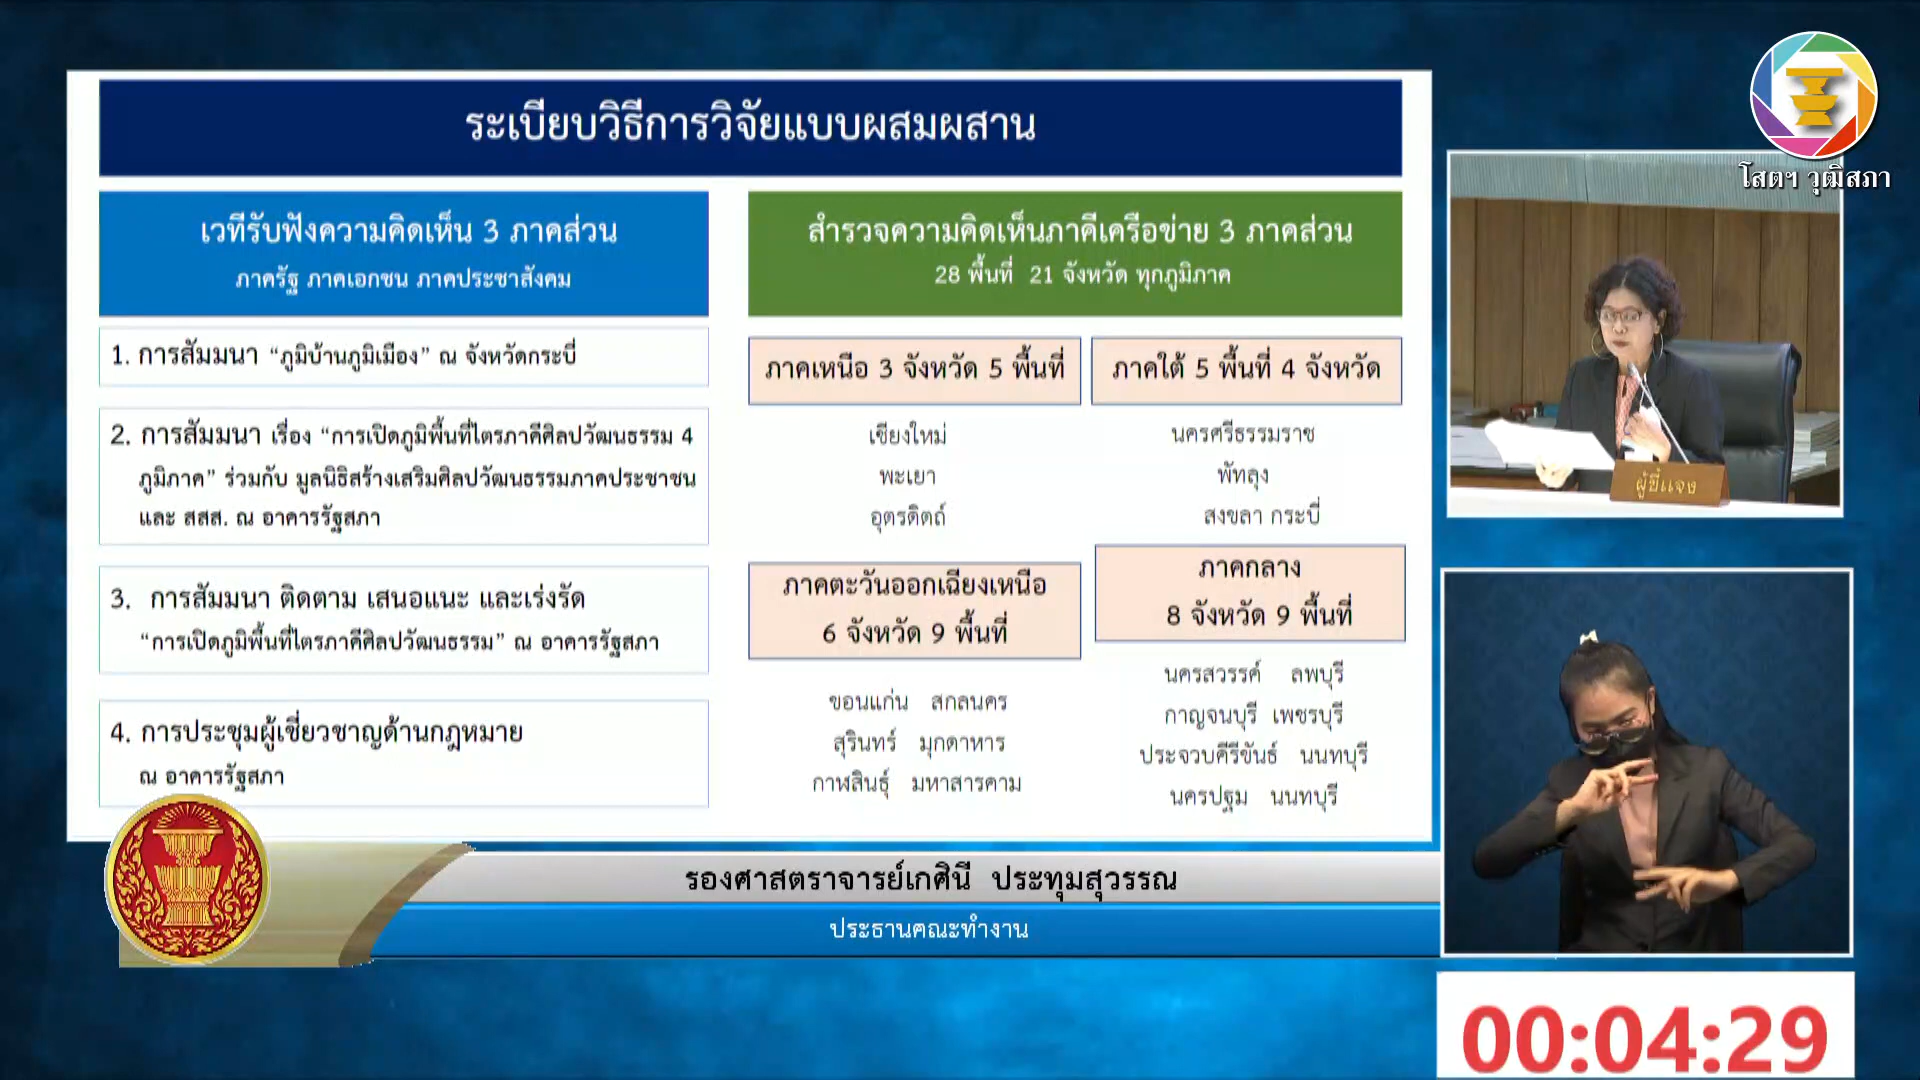 โสตฯ วุฒิสภา
ระเบียบวิธีการวิจัยแบบผสมผสาน
เวทีรับฟังความคิดเห็น 3 ภาคส่วน
ภาครัฐ ภาคเอกชน ภาคประชาสังคม
1. การสัมมนา “ภูมิบ้านภูมิเมือง” ณ จังหวัดกระบี่
2. การสัมมนา เรื่อง “การเปิดภูมิพื้นที่ไตรภาคีศิลปวัฒนธรรม 4
ภูมิภาค” ร่วมกับ มูลนิธิสร้างเสริมศิลปวัฒนธรรมภาคประชาชน
และ สสส. ณ อาคารรัฐสภา
3. การสัมมนา ติดตาม เสนอแนะ และเร่งรัด
“การเปิดภูมิพื้นที่ไตรภาคีศิลปวัฒนธรรม” ณ อาคารรัฐสภา
4. การประชุมผู้เชี่ยวชาญด้านกฎหมาย
ณ อาคารรัฐสภา
สำรวจความคิดเห็นภาคีเครือข่าย 3 ภาคส่วน
28 พื้นที่ 21 จังหวัด ทุกภูมิภาค
ภาคเหนือ 3 จังหวัด 5 พื้นที่
เชียงใหม่
พะเยา
อุตรดิตถ์
ภาคใต้ 5 พื้นที่ 4 จังหวัด
นครศรีธรรมราช
พัทลุง
สงขลา กระบี่
ภาคตะวันออกเฉียงเหนือ
6 จังหวัด 9 พื้นที่
ขอนแก่น สกลนคร
สุรินทร์ มุกดาหาร
กาฬสินธุ์ มหาสารคาม
ภาคกลาง
8 จังหวัด 9 พื้นที่
นครสวรรค์ ลพบุรี
กาญจนบุรี เพชรบุรี
ประจวบคีรีขันธ์ นนทบุรี
นครปฐม นนทบุรี
ผู้ชี้แจง
รองศาสตราจารย์เกศินี ประทุมสุวรรณ
ประธานคณะทำงาน
00:04:29